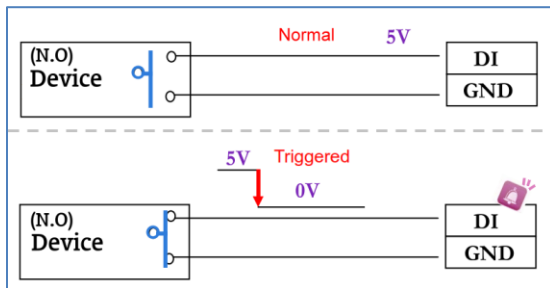 Normal 5V
(N.O)
Device
DI
GND
5V Triggered
0V
(N.O)
Device
DI
GND